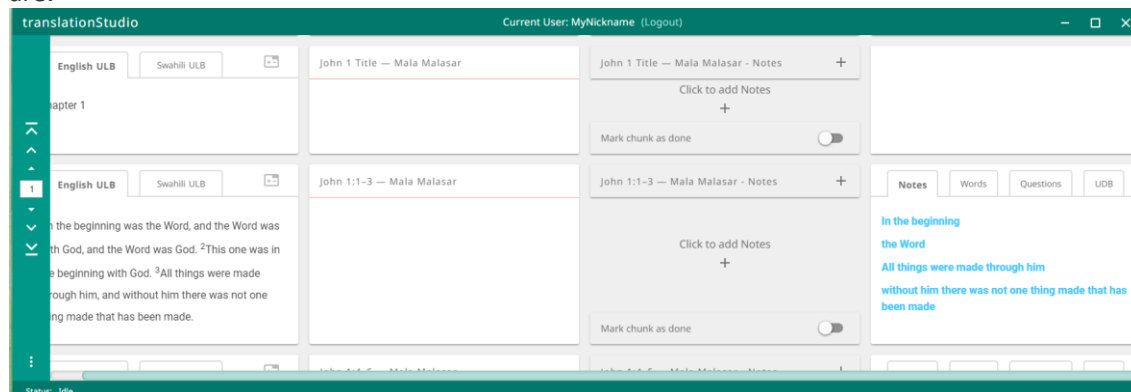 translationStudio
Current User: MyNickname (Logout)
English ULB
Swahili ULB
John 1 Title — Mala Malasar
John 1 Title — Mala Malasar - Notes +
Click to add Notes
+
apter 1
Mark chunk as done
1
English ULB
Swahili ULB
John 1:1–3 — Mala Malasar
John 1:1–3 — Mala Malasar - Notes +
Notes
Words
Questions
UDB
the beginning was the Word, and the Word was
th God, and the Word was God. ²This one was in
beginning with God. ³All things were made
rough him, and without him there was not one
ing made that has been made.
Click to add Notes
+
Mark chunk as done
In the beginning
the Word
All things were made through him
without him there was not one thing made that has
been made
Status: Idle